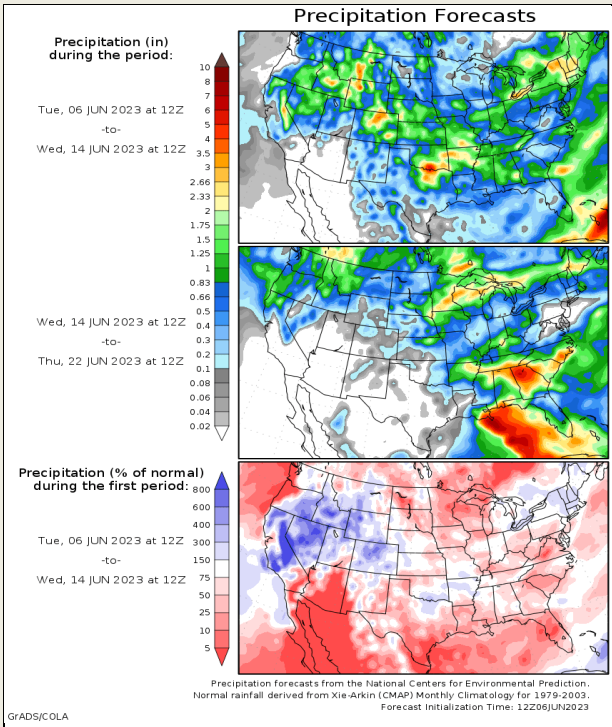 Precipitation Forecasts
Precipitation (in)
during the period:
Tue, 06 JUN 2023 at 12Z
-to-
Wed, 14 JUN 2023 at 12Z
10
8
7
6
5
4
3.5
3
2.66
2.33
2
1.75
1.5
1.25
1
0.83
0.66
0.5
0.4
0.3
0.2
0.1
0.08
0.06
0.04
0.02
Wed, 14 JUN 2023 at 12Z
-to-
Thu, 22 JUN 2023 at 12Z
Precipitation (% of normal)
during the first period:
Tue, 06 JUN 2023 at 12Z
-to-
Wed, 14 JUN 2023 at 12Z
800
600
400
300
150
75
50
25
10
5
Precipitation forecasts from the National Centers for Environmental Prediction.
Normal rainfall derived from Xie-Arkin (CMAP) Monthly Climatology for 1979-2003.
Forecast Initialization Time: 12Z06JUN2023
GrADS/COLA